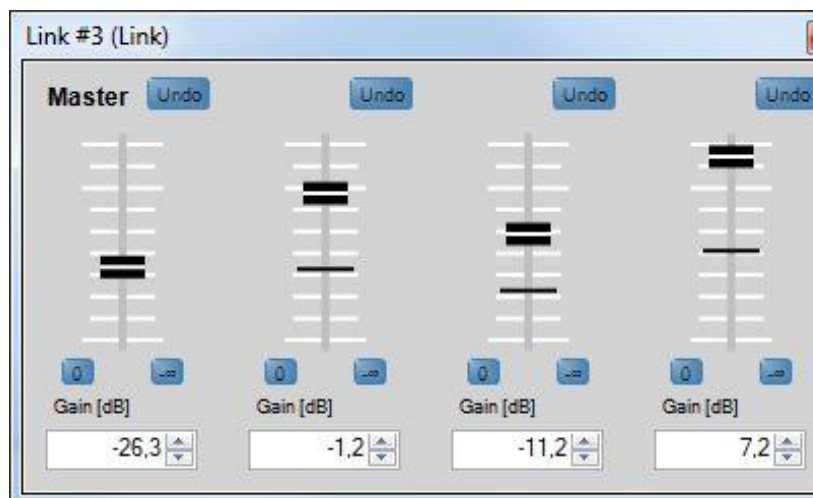 Link #3 (Link)
Master Undo Undo Undo Undo
0 -∞ 0 -∞ 0 -∞ 0 -∞
Gain [dB] Gain [dB] Gain [dB] Gain [dB]
-26,3 -1,2 -11,2 7,2